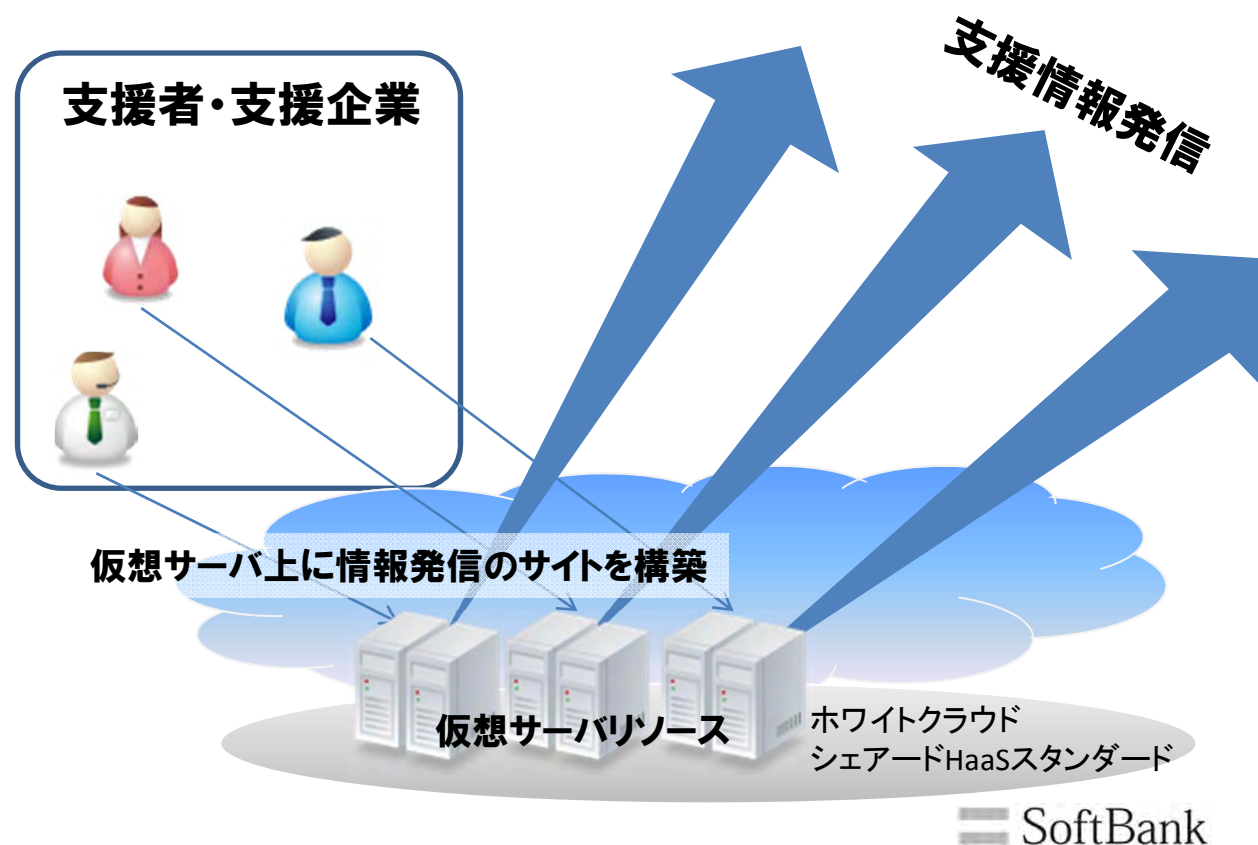 支援者・支援企業
支援情報発信
仮想サーバ上に情報発信のサイトを構築
仮想サーバリソース
ホワイトクラウド
シェアードHaaSスタンダード
SoftBank